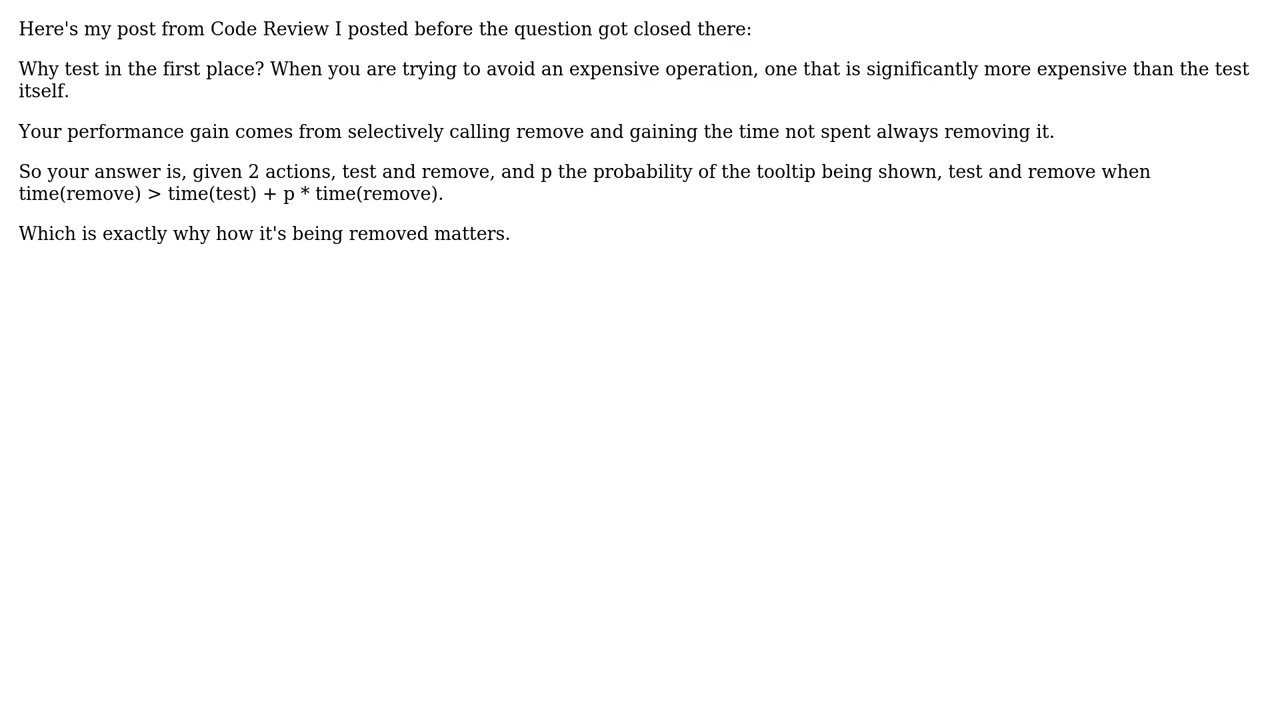 Here's my post from Code Review I posted before the question got closed there:
Why test in the first place? When you are trying to avoid an expensive operation, one that is significantly more expensive than the test
itself.
Your performance gain comes from selectively calling remove and gaining the time not spent always removing it.
So your answer is, given 2 actions, test and remove, and p the probability of the tooltip being shown, test and remove when
time(remove) > time(test) + p * time(remove).
Which is exactly why how it's being removed matters.